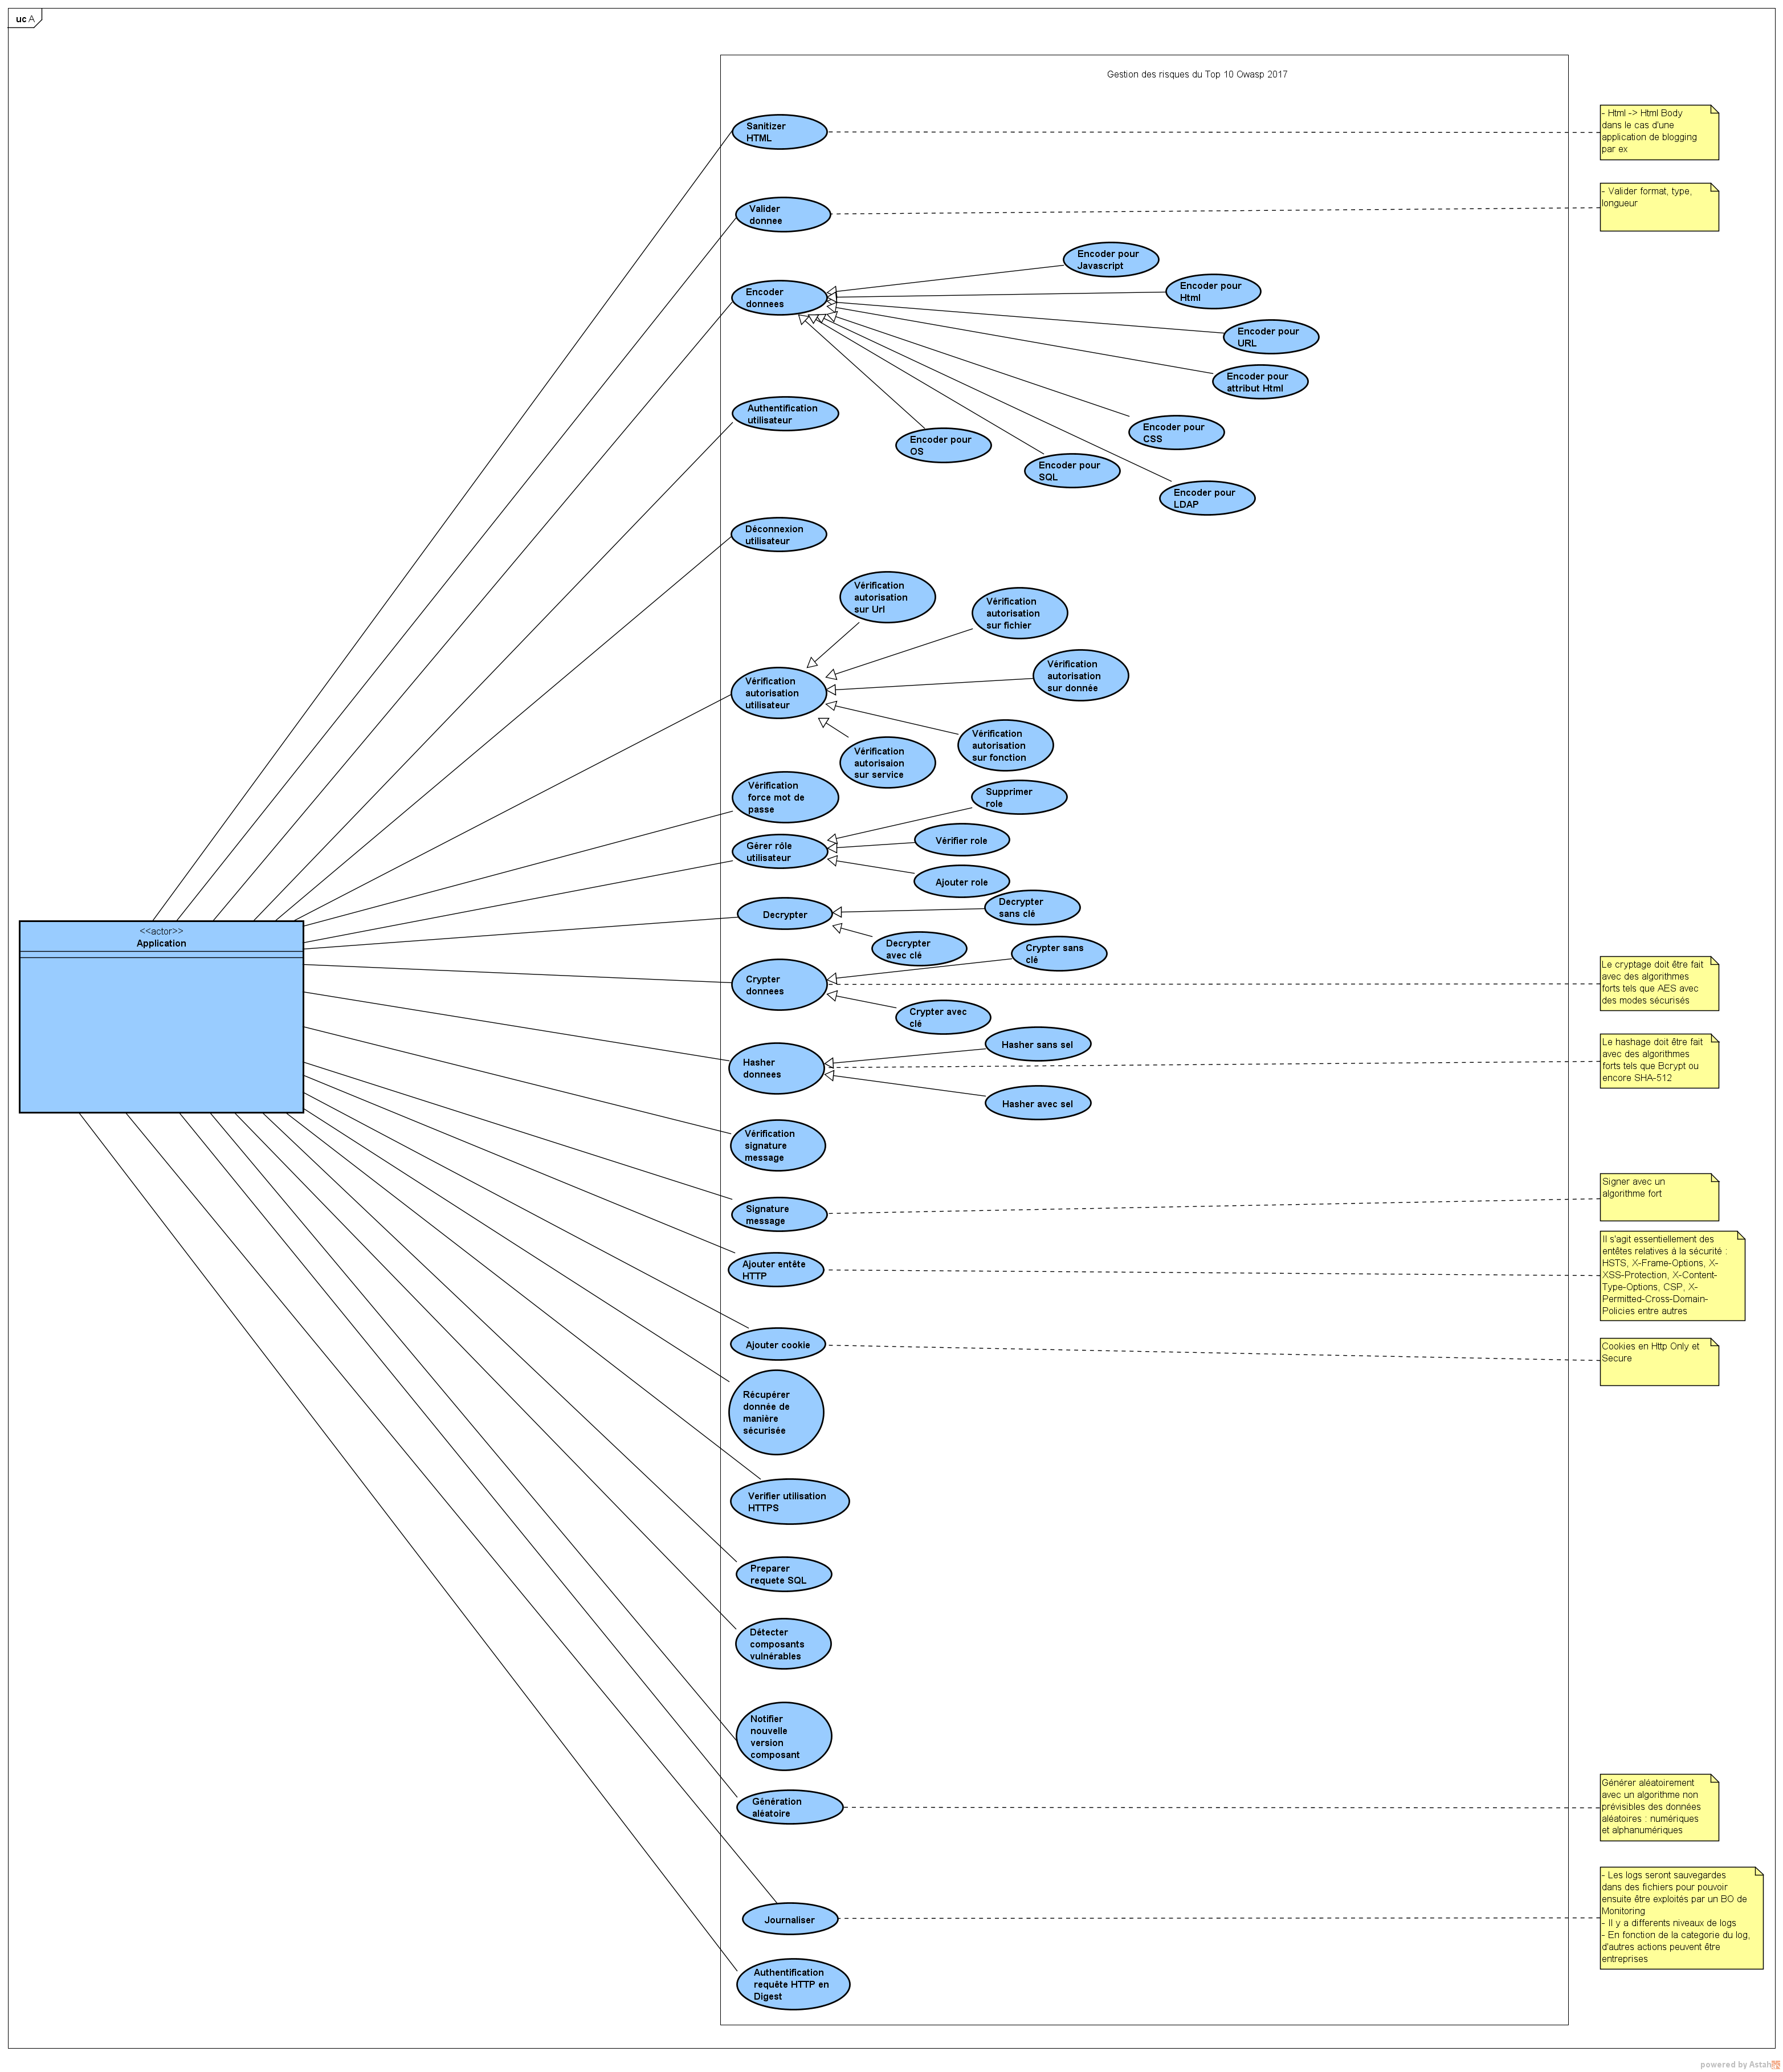 uc A
Gestion des risques du Top 10 Owasp 2017
Sanitizer
HTML
- Html -> Html Body
dans le cas d'une
application de blogging
par ex
Valider
donnee
- Valider format, type,
longueur
Encoder
donnees
Encoder pour
Javascript
Encoder pour
Html
Encoder pour
URL
Encoder pour
attribut Html
Encoder pour
CSS
Encoder pour
OS
Encoder pour
SQL
Encoder pour
LDAP
Authentification
utilisateur
Déconnexion
utilisateur
Vérification
autorisation
sur Url
Vérification
autorisation
sur fichier
Vérification
autorisation
sur donnée
Vérification
autorisation
utilisateur
Vérification
autorisation
sur fonction
Vérification
autorisaion
sur service
Vérification
force mot de
passe
Supprimer
role
Gérer rôle
utilisateur
Vérifier role
Ajouter role
Decrypter
Decrypter
sans clé
Decrypter
avec clé
<<actor>>
Application
Crypter
donnees
Crypter sans
clé
Crypter avec
clé
Le cryptage doit être fait
avec des algorithmes
forts tels que AES avec
des modes sécurisés
Hasher
donnees
Hasher sans sel
Hasher avec sel
Le hashage doit être fait
avec des algorithmes
forts tels que Bcrypt ou
encore SHA-512
Vérification
signature
message
Signature
message
Signer avec un
algorithme fort
Ajouter entête
HTTP
Il s'agit essentiellement des
entêtes relatives à la sécurité :
HSTS, X-Frame-Options, X-
XSS-Protection, X-Content-
Type-Options, CSP, X-
Permitted-Cross-Domain-
Policies entre autres
Ajouter cookie
Cookies en Http Only et
Secure
Récupérer
donnée de
manière
sécurisée
Verifier utilisation
HTTPS
Preparer
requete SQL
Détecter
composants
vulnérables
Notifier
nouvelle
version
composant
Génération
aléatoire
Générer aléatoirement
avec un algorithme non
prévisibles des données
aléatoires : numériques
et alphanumériques
Journaliser
- Les logs seront sauvegardes
dans des fichiers pour pouvoir
ensuite être exploités par un BO de
Monitoring
- Il y a differents niveaux de logs
- En fonction de la categorie du log,
d'autres actions peuvent être
entreprises
Authentification
requête HTTP en
Digest
powered by Astah